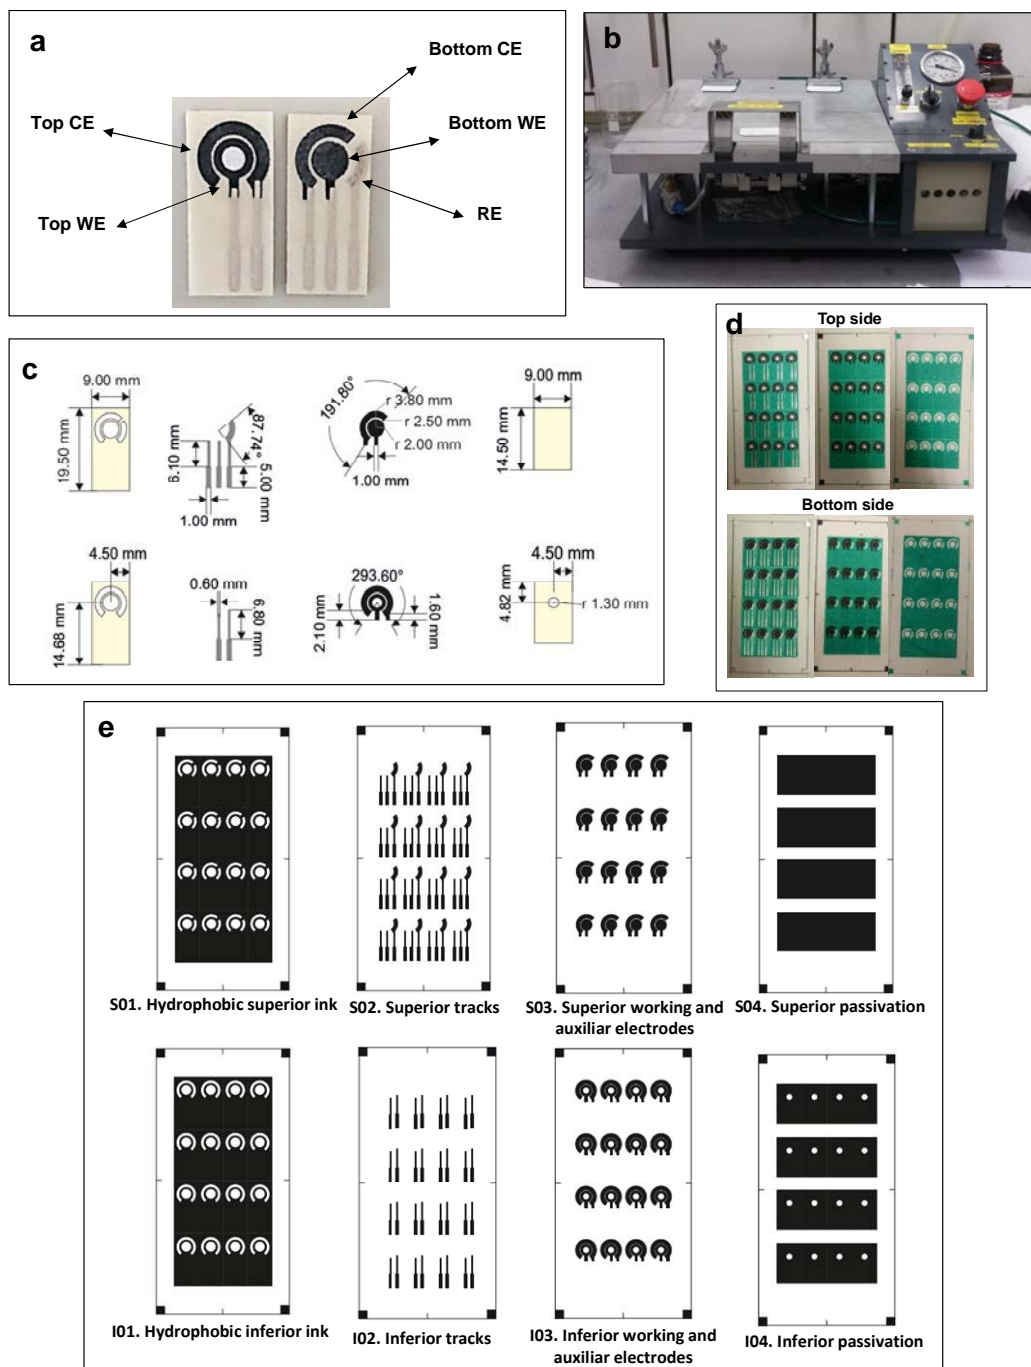 a
Bottom CE
Top CE
Bottom WE
Top WE
RE
b
c
9.00 mm
19.50 mm
6.10 mm
87.74°
5.00 mm
1.00 mm
191.80°
r 3.80 mm
r 2.50 mm
r 2.00 mm
1.00 mm
9.00 mm
14.50 mm
4.50 mm
14.68 mm
0.60 mm
6.80 mm
293.60°
2.10 mm
1.60 mm
4.50 mm
4.82 mm
r 1.30 mm
d
Top side
Bottom side
e
S01. Hydrophobic superior ink
S02. Superior tracks
S03. Superior working and
auxiliar electrodes
S04. Superior passivation
I01. Hydrophobic inferior ink
I02. Inferior tracks
I03. Inferior working and
auxiliar electrodes
I04. Inferior passivation